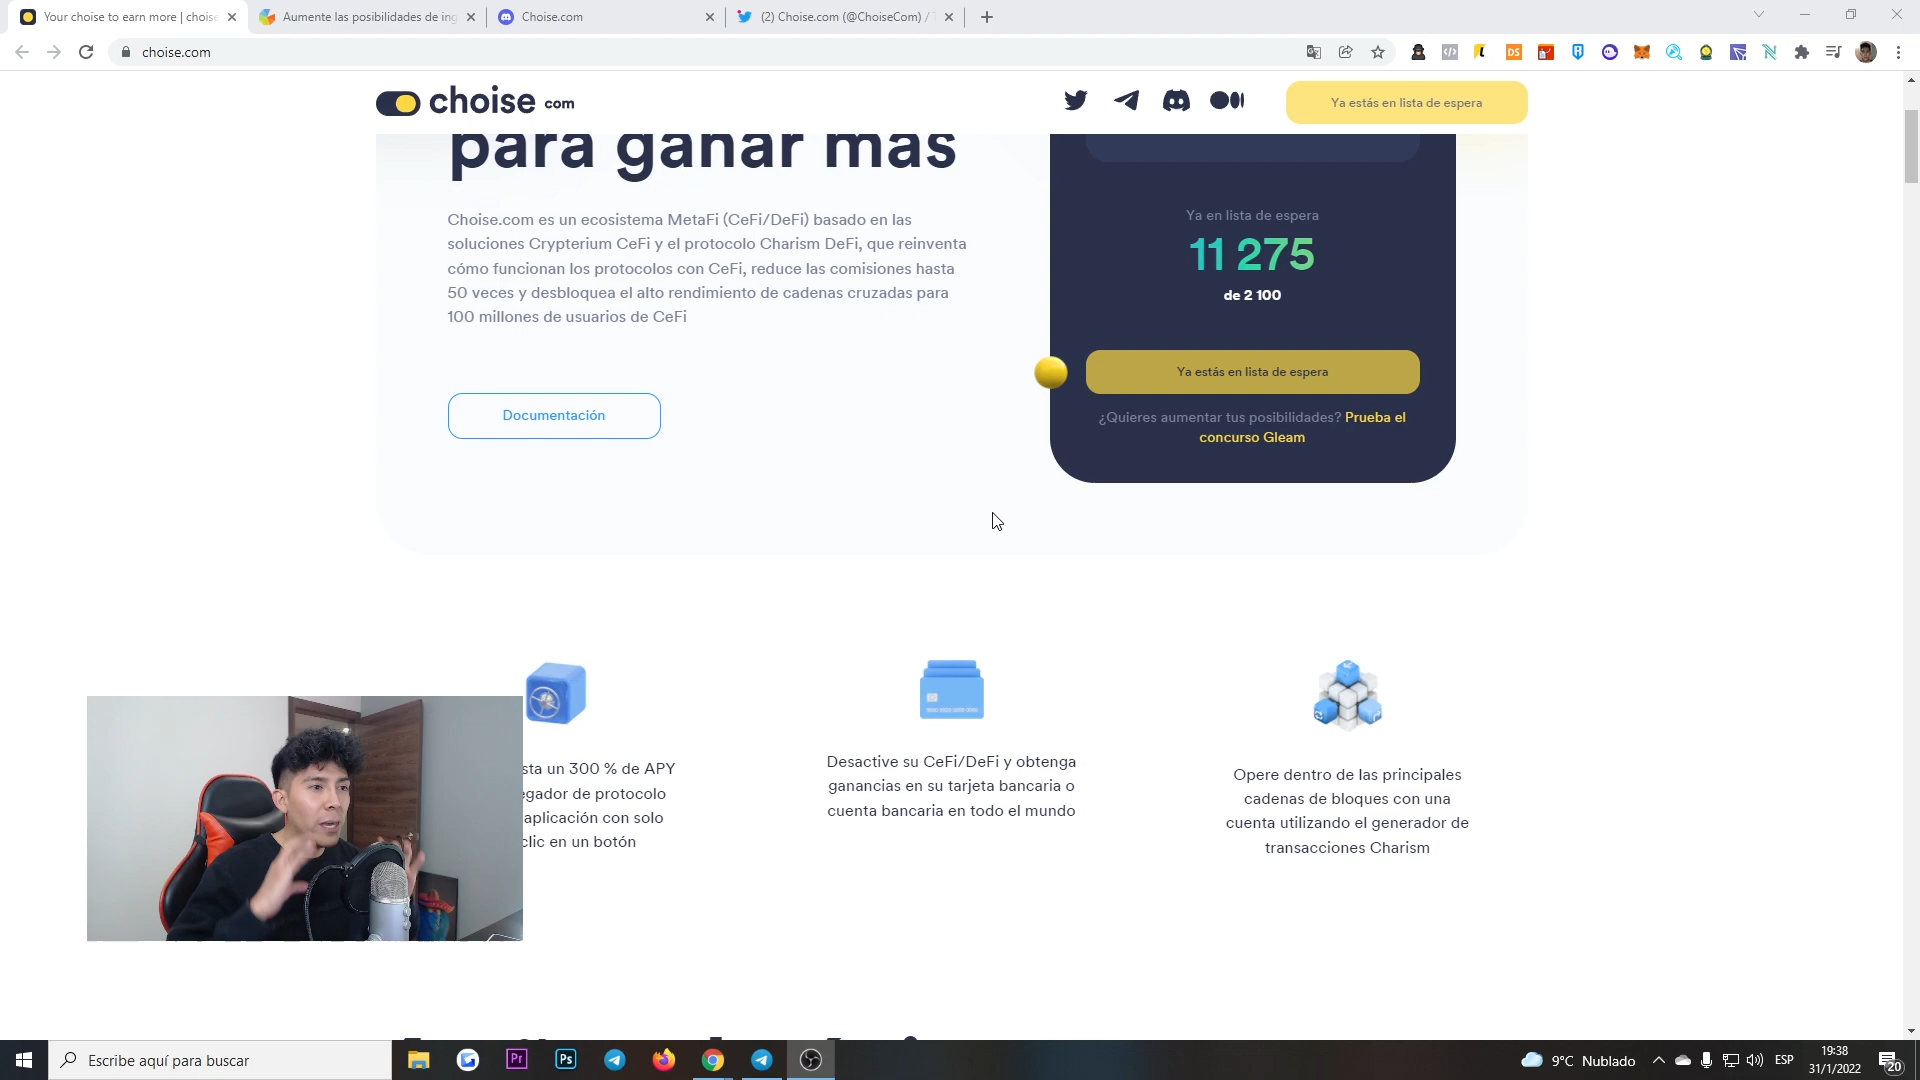 Your choise to earn more | choise
Aumente las posibilidades de ing
Choise.com
(2) Choise.com (@ChoiseCom) / T
choise.com
choise com
Ya estás en lista de espera
para ganar más
Choise.com es un ecosistema MetaFi (CeFi/DeFi) basado en las
soluciones Crypterium CeFi y el protocolo Charism DeFi, que reinventa
cómo funcionan los protocolos con CeFi, reduce las comisiones hasta
50 veces y desbloquea el alto rendimiento de cadenas cruzadas para
100 millones de usuarios de CeFi
Documentación
Ya en lista de espera
11 275
de 2 100
Ya estás en lista de espera
¿Quieres aumentar tus posibilidades? Prueba el
concurso Gleam
sta un 300 % de APY
egador de protocolo
aplicación con solo
clic en un botón
Desactive su CeFi/DeFi y obtenga
ganancias en su tarjeta bancaria o
cuenta bancaria en todo el mundo
Opere dentro de las principales
cadenas de bloques con una
cuenta utilizando el generador de
transacciones Charism
Escribe aquí para buscar
Pr
Ps
9°C Nublado
ESP
19:38
31/1/2022
20